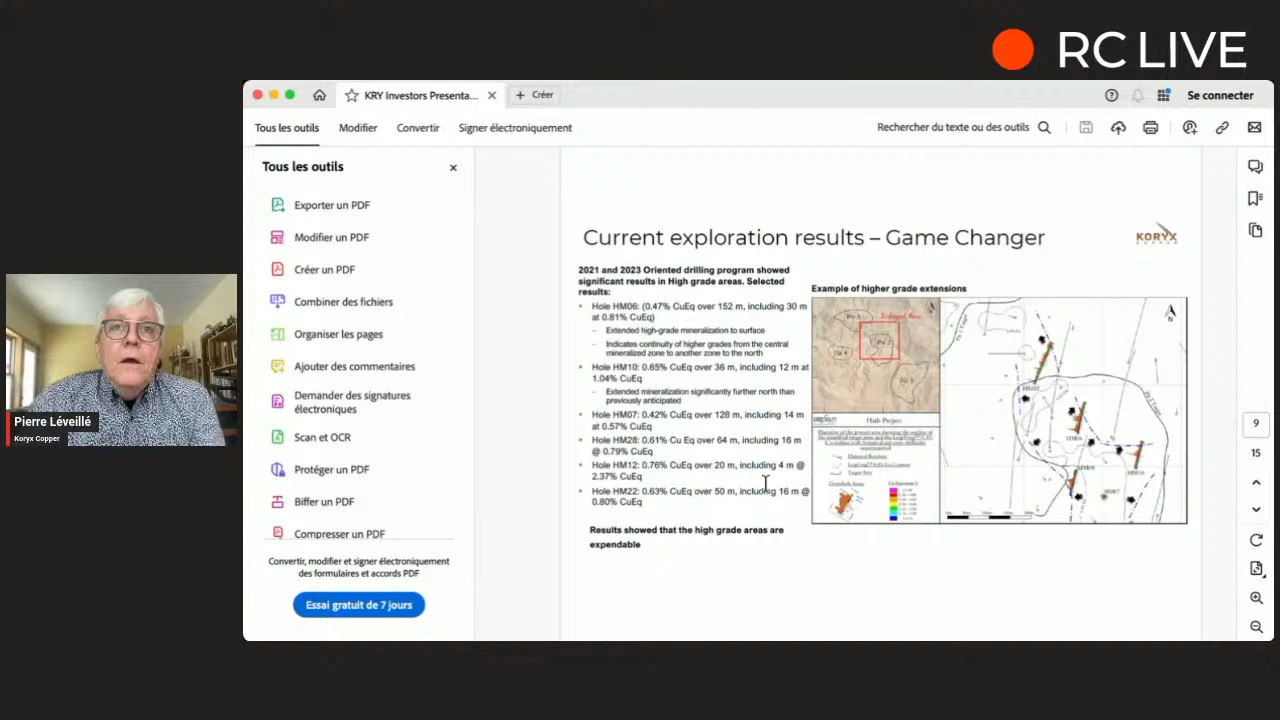 RC LIVE
KRY Investors Presenta...
Créer
Se connecter
Tous les outils
Modifier
Convertir
Signer électroniquement
Rechercher du texte ou des outils
Tous les outils
Exporter un PDF
Modifier un PDF
Créer un PDF
Combiner des fichiers
Organiser les pages
Ajouter des commentaires
Demander des signatures
électroniques
Scan et OCR
Protéger un PDF
Biffer un PDF
Compresser un PDF
Convertir, modifier et signer électroniquement
des formulaires et accords PDF
Essai gratuit de 7 jours
Pierre Léveillé
Koryx Copper
Current exploration results – Game Changer
KORYX
COPPER
2021 and 2023 Oriented drilling program showed
significant results in High grade areas. Selected
results:
• Hole HM06: (0.47% CuEq over 152 m, including 30 m
at 0.81% CuEq)
– Extended high-grade mineralization to surface
– Indicates continuity of higher grades from the central
mineralized zone to another zone to the north
• Hole HM10: 0.65% CuEq over 36 m, including 12 m at
1.04% CuEq
– Extended mineralization significantly further north than
previously anticipated
• Hole HM07: 0.42% CuEq over 128 m, including 14 m
at 0.57% CuEq
• Hole HM28: 0.61% Cu Eq over 64 m, including 16 m
@ 0.79% CuEq
• Hole HM12: 0.76% CuEq over 20 m, including 4 m @
2.37% CuEq
• Hole HM22: 0.63% CuEq over 50 m, including 16 m @
0.80% CuEq
Results showed that the high grade areas are
expendable
Example of higher grade extensions
Enlarged Area
Pit 3
Pit 2
Pit 4
Haib Project
N
9
15